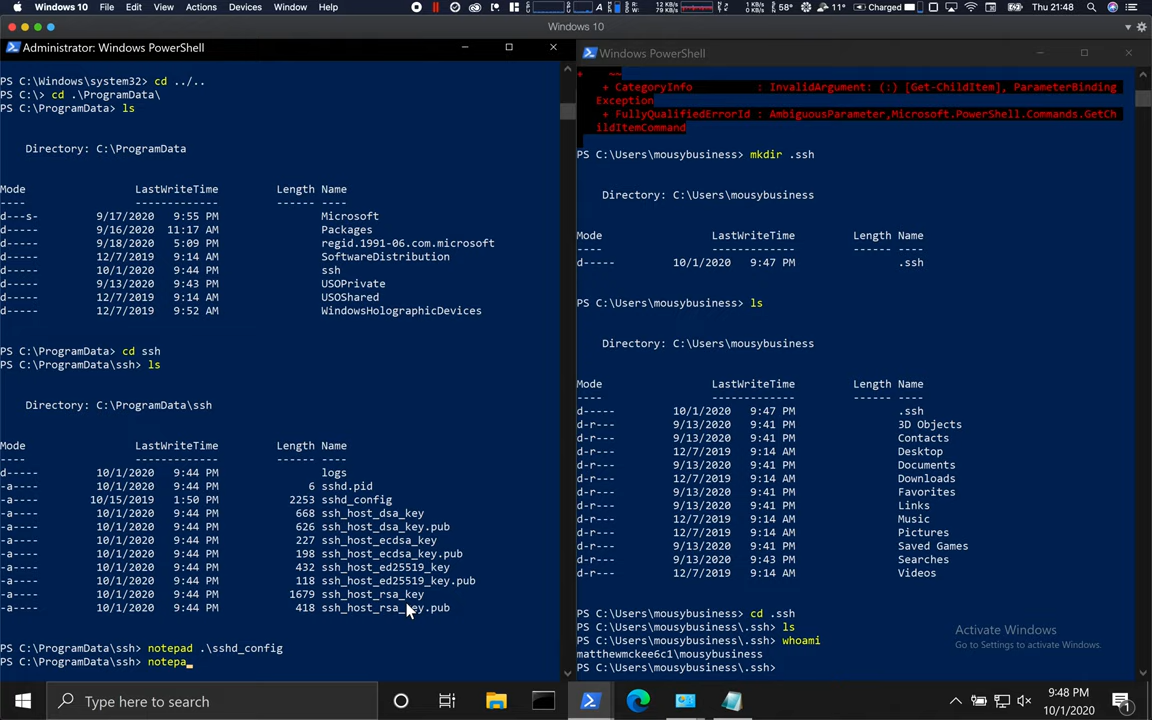 Windows 10 File Edit View Actions Devices Window Help 58° 11° Charged Thu 21:48
Windows 10
Administrator: Windows PowerShell
PS C:\Windows\system32> cd ../..
PS C:\> cd .\ProgramData\
PS C:\ProgramData> ls
Directory: C:\ProgramData
Mode LastWriteTime Length Name
---- ------------- ------ ----
d---s- 9/17/2020 9:55 PM Microsoft
d----- 9/16/2020 11:17 AM Packages
d----- 9/18/2020 5:09 PM regid.1991-06.com.microsoft
d----- 12/7/2019 9:14 AM SoftwareDistribution
d----- 10/1/2020 9:44 PM ssh
d----- 9/13/2020 9:43 PM USOPrivate
d----- 12/7/2019 9:14 AM USOShared
d----- 12/7/2019 9:52 AM WindowsHolographicDevices
PS C:\ProgramData> cd ssh
PS C:\ProgramData\ssh> ls
Directory: C:\ProgramData\ssh
Mode LastWriteTime Length Name
---- ------------- ------ ----
d----- 10/1/2020 9:44 PM logs
-a---- 10/1/2020 9:44 PM 6 sshd.pid
-a---- 10/15/2019 1:50 PM 2253 sshd_config
-a---- 10/1/2020 9:44 PM 668 ssh_host_dsa_key
-a---- 10/1/2020 9:44 PM 626 ssh_host_dsa_key.pub
-a---- 10/1/2020 9:44 PM 227 ssh_host_ecdsa_key
-a---- 10/1/2020 9:44 PM 198 ssh_host_ecdsa_key.pub
-a---- 10/1/2020 9:44 PM 432 ssh_host_ed25519_key
-a---- 10/1/2020 9:44 PM 118 ssh_host_ed25519_key.pub
-a---- 10/1/2020 9:44 PM 1679 ssh_host_rsa_key
-a---- 10/1/2020 9:44 PM 418 ssh_host_rsa_key.pub
PS C:\ProgramData\ssh> notepad .\sshd_config
PS C:\ProgramData\ssh> notepa_
Windows PowerShell
+ ~~
+ CategoryInfo : InvalidArgument: (:) [Get-ChildItem], ParameterBinding
Exception
+ FullyQualifiedErrorId : AmbiguousParameter,Microsoft.PowerShell.Commands.GetCh
ildItemCommand
PS C:\Users\mousybusiness> mkdir .ssh
Directory: C:\Users\mousybusiness
Mode LastWriteTime Length Name
---- ------------- ------ ----
d----- 10/1/2020 9:47 PM .ssh
PS C:\Users\mousybusiness> ls
Directory: C:\Users\mousybusiness
Mode LastWriteTime Length Name
---- ------------- ------ ----
d----- 10/1/2020 9:47 PM .ssh
d-r--- 9/13/2020 9:41 PM 3D Objects
d-r--- 9/13/2020 9:41 PM Contacts
d-r--- 12/7/2019 9:14 AM Desktop
d-r--- 9/13/2020 9:41 PM Documents
d-r--- 12/7/2019 9:14 AM Downloads
d-r--- 9/13/2020 9:41 PM Favorites
d-r--- 9/13/2020 9:41 PM Links
d-r--- 12/7/2019 9:14 AM Music
d-r--- 12/7/2019 9:14 AM Pictures
d-r--- 9/13/2020 9:41 PM Saved Games
d-r--- 9/13/2020 9:43 PM Searches
d-r--- 12/7/2019 9:14 AM Videos
PS C:\Users\mousybusiness> cd .ssh
PS C:\Users\mousybusiness\.ssh> ls
PS C:\Users\mousybusiness\.ssh> whoami
matthewmckee6c1\mousybusiness
PS C:\Users\mousybusiness\.ssh>
Activate Windows
Go to Settings to activate Windows.
Type here to search
9:48 PM
10/1/2020
1